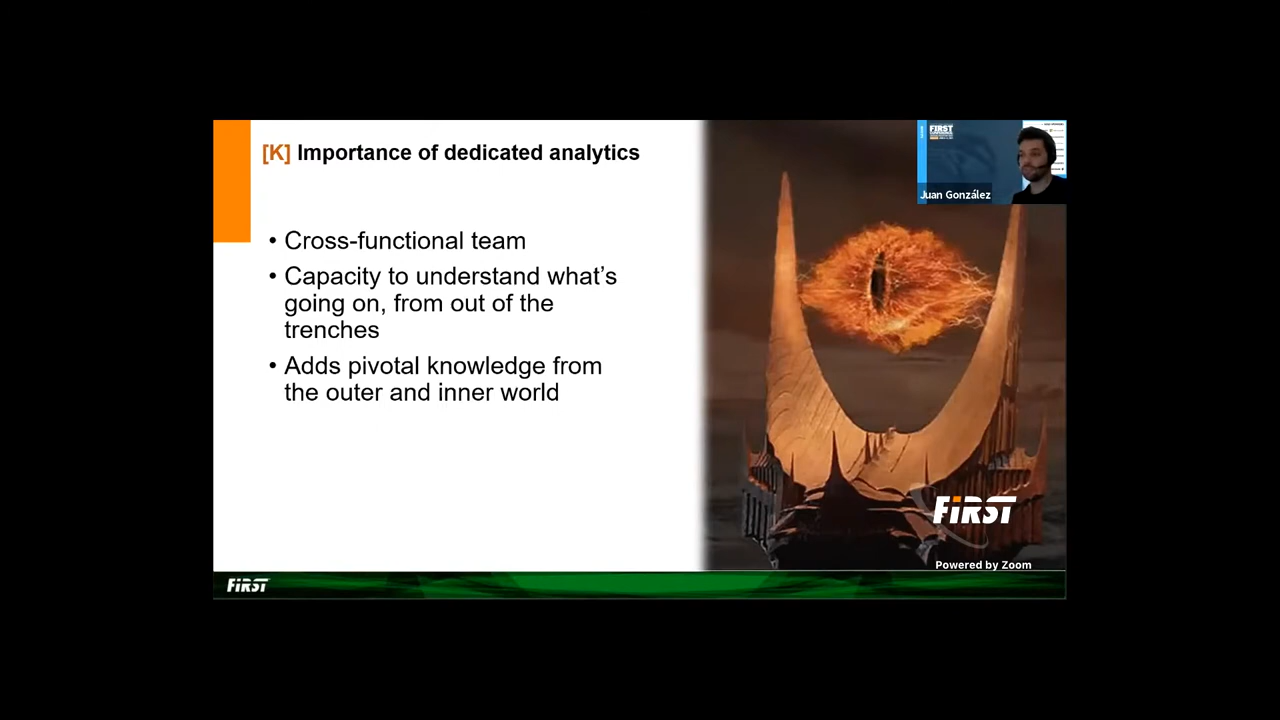 [K] Importance of dedicated analytics
FIRST
Juan González
• Cross-functional team
• Capacity to understand what’s
going on, from out of the
trenches
• Adds pivotal knowledge from
the outer and inner world
FiRST
Powered by Zoom
FiRST